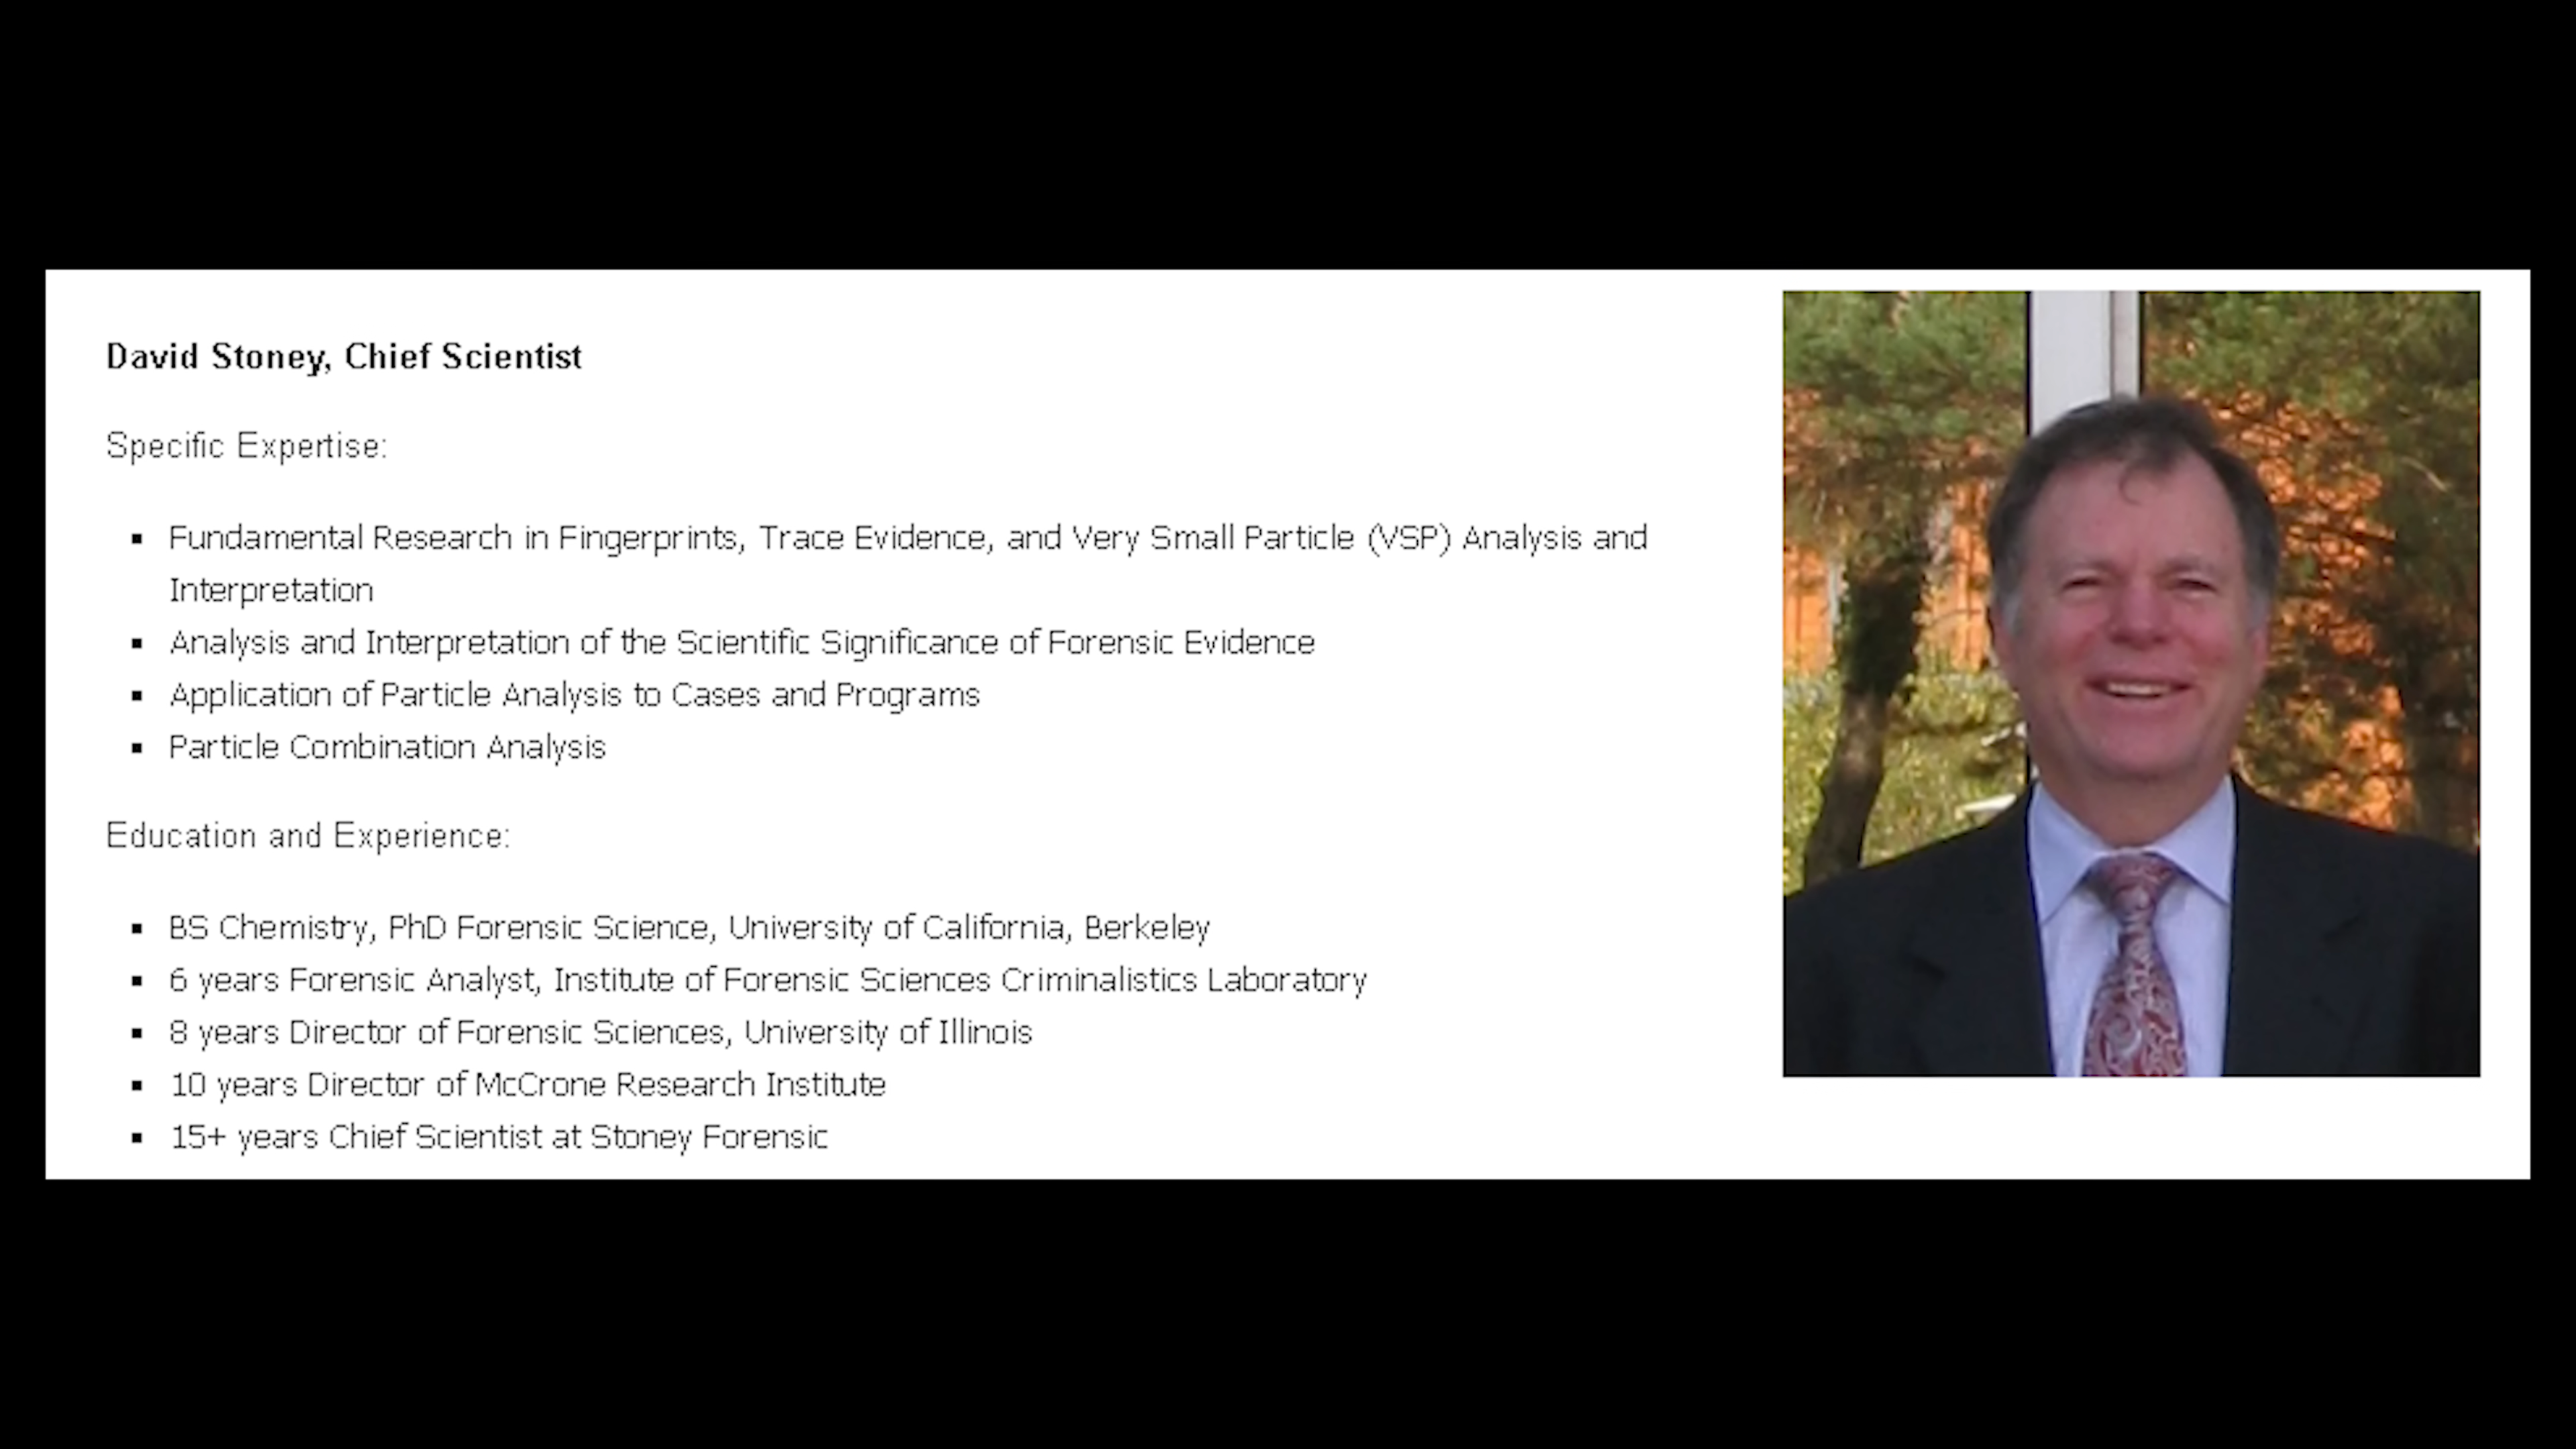 David Stoney, Chief Scientist
Specific Expertise:
▪ Fundamental Research in Fingerprints, Trace Evidence, and Very Small Particle (VSP) Analysis and
Interpretation
▪ Analysis and Interpretation of the Scientific Significance of Forensic Evidence
▪ Application of Particle Analysis to Cases and Programs
▪ Particle Combination Analysis
Education and Experience:
▪ BS Chemistry, PhD Forensic Science, University of California, Berkeley
▪ 6 years Forensic Analyst, Institute of Forensic Sciences Criminalistics Laboratory
▪ 8 years Director of Forensic Sciences, University of Illinois
▪ 10 years Director of McCrone Research Institute
▪ 15+ years Chief Scientist at Stoney Forensic